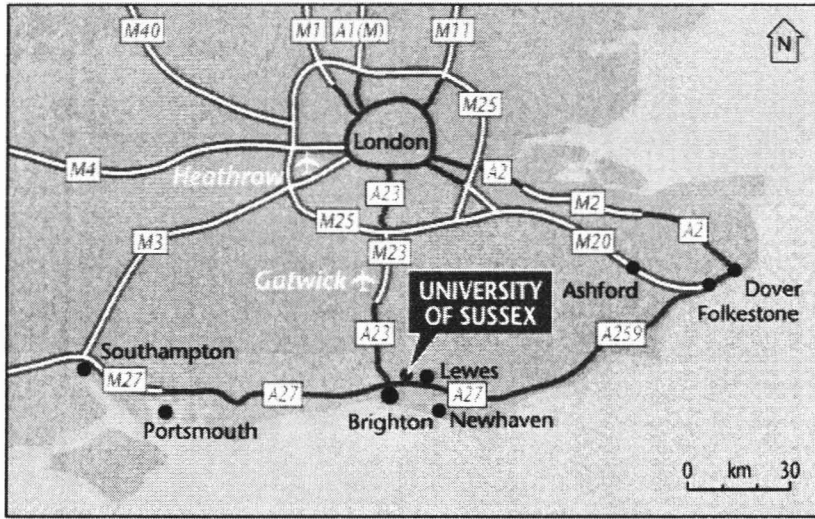 M40
M1
A1(M)
M11
N
M25
London
M4
Heathrow
A2
A23
M2
M25
A2
M3
M23
M20
Gatwick
UNIVERSITY
OF SUSSEX
Ashford
Dover
Folkestone
A23
A259
Southampton
Lewes
M27
A27
A27
Portsmouth
Brighton
Newhaven
0 km 30